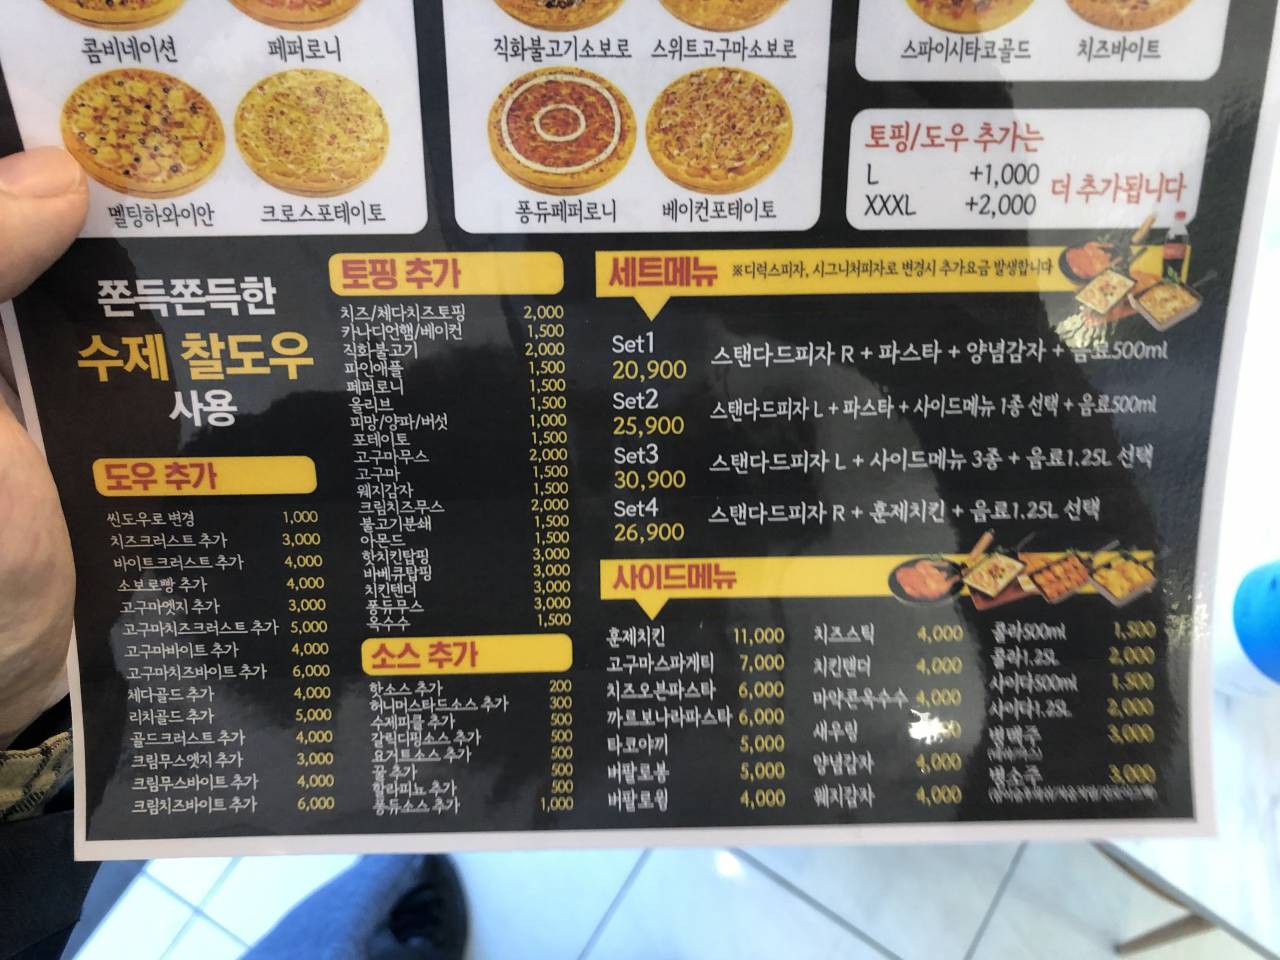 콤비네이션
페퍼로니
직화불고기소보로
스위트고구마소보로
스파이시타코골드
치즈바이트
멜팅하와이안
크로스포테이토
퐁듀페퍼로니
베이컨포테이토
토핑/도우 추가는
L +1,000
XXXL +2,000
더 추가됩니다
쫀득쫀득한
수제 찰도우
사용
도우 추가
씬도우로 변경 1,000
치즈크러스트 추가 3,000
바이트크러스트 추가 4,000
소보로빵 추가 4,000
고구마엣지 추가 3,000
고구마치즈크러스트 추가 5,000
고구마바이트 추가 4,000
고구마치즈바이트 추가 6,000
체다골드 추가 4,000
리치골드 추가 5,000
골드크러스트 추가 4,000
크림무스엣지 추가 3,000
크림무스바이트 추가 4,000
크림치즈바이트 추가 6,000
토핑 추가
치즈/체다치즈토핑 2,000
카나디언햄/베이컨 1,500
직화불고기 2,000
파인애플 1,500
페퍼로니 1,500
올리브 1,500
피망/양파/버섯 1,000
포테이토 1,500
고구마무스 2,000
고구마 1,500
웨지감자 1,500
크림치즈무스 2,000
불고기분쇄 1,500
아몬드 1,500
핫치킨탑핑 3,000
바베큐탑핑 3,000
치킨텐더 3,000
퐁듀무스 3,000
옥수수 1,500
소스 추가
핫소스 추가 200
허니머스타드소스 추가 300
수제피클 추가 500
갈릭디핑소스 추가 500
요거트소스 추가 500
꿀 추가 500
할라피뇨 추가 500
퐁듀소스 추가 1,000
세트메뉴 ※디럭스피자, 시그니처피자로 변경시 추가요금 발생합니다
Set1
20,900
스탠다드피자 R + 파스타 + 양념감자 + 음료500ml
Set2
25,900
스탠다드피자 L + 파스타 + 사이드메뉴 1종 선택 + 음료500ml
Set3
30,900
스탠다드피자 L + 사이드메뉴 3종 + 음료1.25L 선택
Set4
26,900
스탠다드피자 R + 훈제치킨 + 음료1.25L 선택
사이드메뉴
훈제치킨 11,000
고구마스파게티 7,000
치즈오븐파스타 6,000
까르보나라파스타 6,000
타코야끼 5,000
버팔로봉 5,000
버팔로윙 4,000
치즈스틱 4,000
치킨텐더 4,000
마약콘옥수수 4,000
새우링
양념감자 4,000
웨지감자 4,000
콜라500ml 1,500
콜라1.25L 2,000
사이다500ml 1,500
사이다1.25L 2,000
병맥주 3,000
병소주 3,000